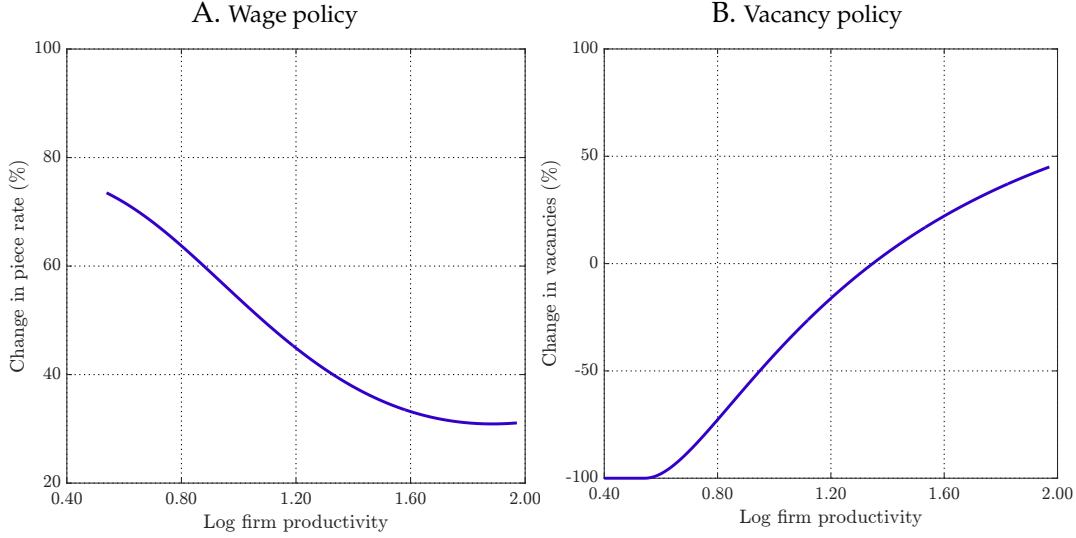 A. Wage policy
100
80
60
40
20
0.40 0.80 1.20 1.60 2.00
Change in piece rate (%)
Log firm productivity
B. Vacancy policy
100
50
0
-50
-100
0.40 0.80 1.20 1.60 2.00
Change in vacancies (%)
Log firm productivity